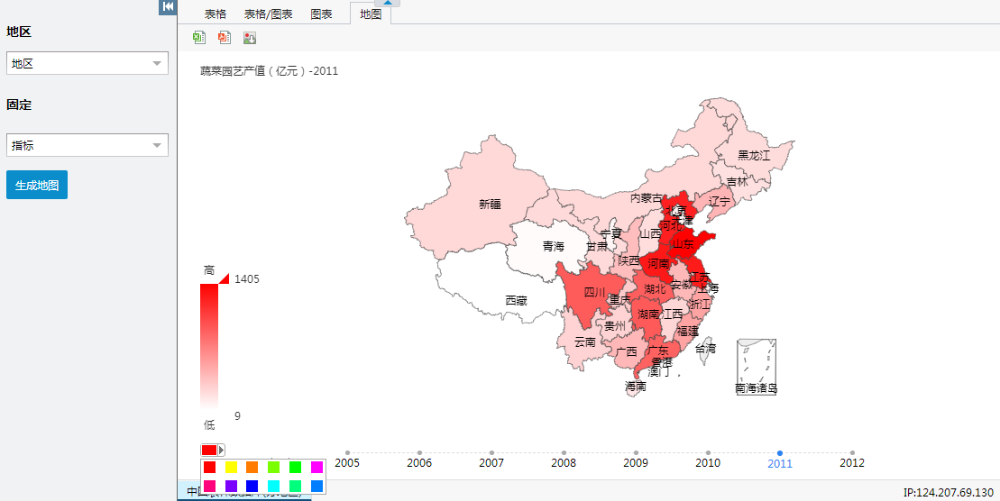 表格 表格/图表 图表 地图
地区
地区
固定
指标
生成地图
蔬菜园艺产值（亿元）-2011
高
1405
9
低
黑龙江
吉林
辽宁
内蒙古
新疆
北京
天津
河北
山西
宁夏
山东
青海
甘肃
陕西
河南
江苏
安徽
上海
四川
湖北
西藏
重庆
浙江
湖南
江西
贵州
福建
云南
广西
广东
台湾
香港
澳门
海南
南海诸岛
2005 2006 2007 2008 2009 2010 2011 2012
IP:124.207.69.130